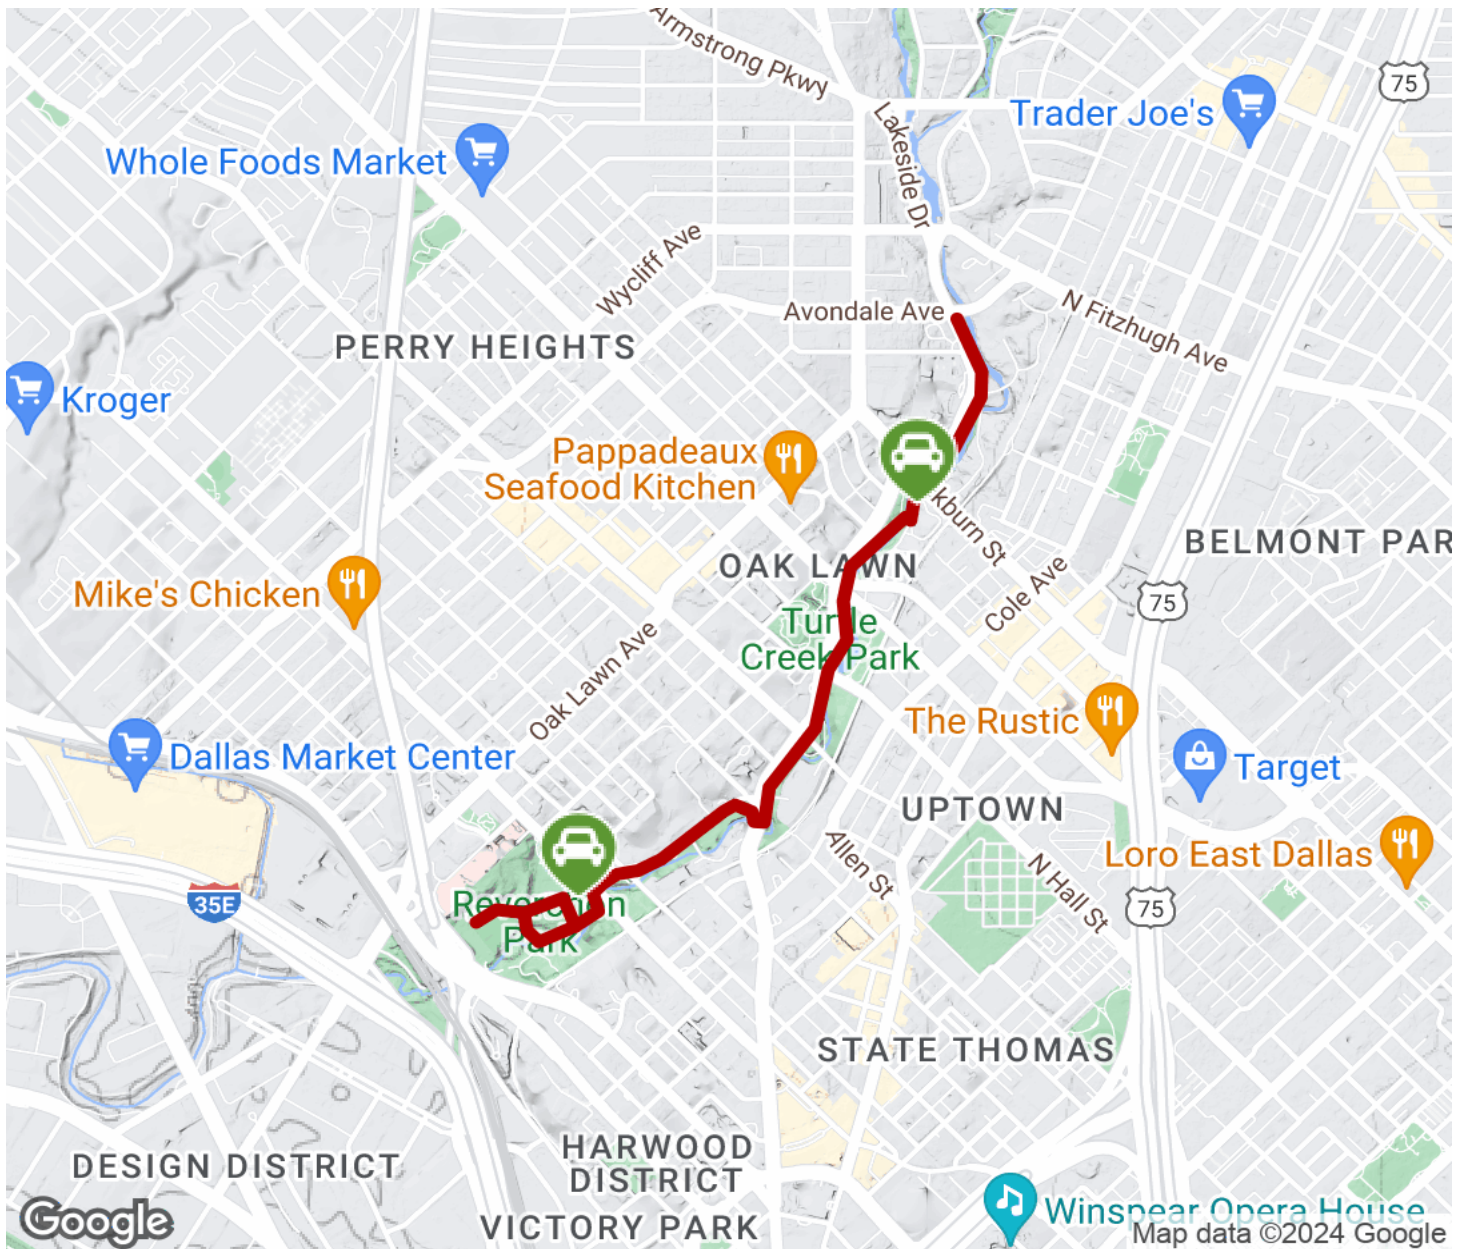 Armstrong Pkwy
75
Trader Joe's
Lakeside Dr
Whole Foods Market
Wycliff Ave
Avondale Ave
N Fitzhugh Ave
PERRY HEIGHTS
Kroger
Pappadeaux
Seafood Kitchen
kburn St
BELMONT PAR
OAK LAWN
Cole Ave
75
Mike's Chicken
Turtle
Creek Park
Oak Lawn Ave
The Rustic
Dallas Market Center
Target
UPTOWN
Allen St
N Hall St
Loro East Dallas
35E
75
Reverchon
Park
STATE THOMAS
HARWOOD
DISTRICT
DESIGN DISTRICT
VICTORY PARK
Winspear Opera House
Google
Map data ©2024 Google